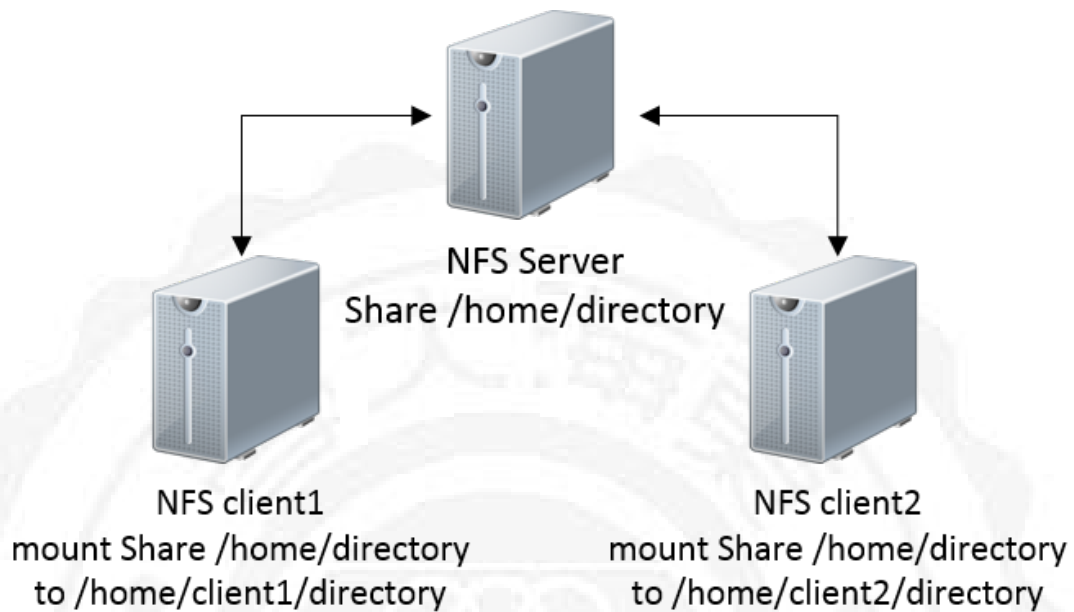 NFS Server
Share /home/directory
NFS client1
mount Share /home/directory
to /home/client1/directory
NFS client2
mount Share /home/directory
to /home/client2/directory